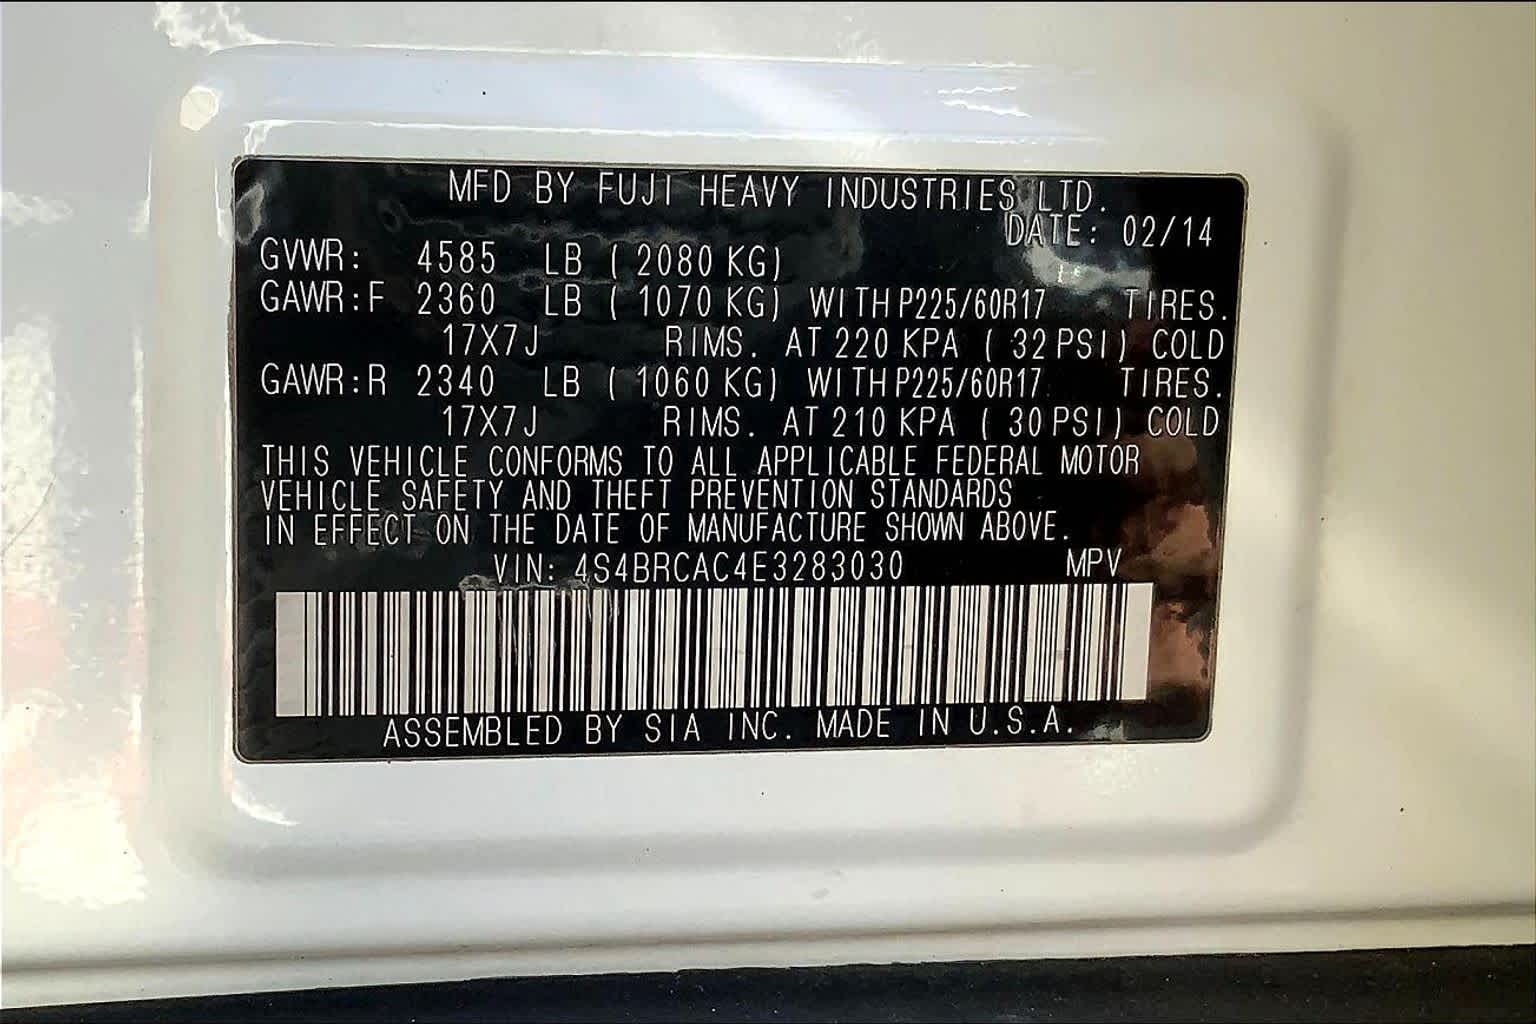 MFD BY FUJI HEAVY INDUSTRIES LTD.
DATE: 02/14
GVWR: 4585 LB (2080 KG)
GAWR:F 2360 LB (1070 KG) WITH P225/60R17 TIRES.
17X7J RIMS. AT 220 KPA (32 PSI) COLD
GAWR:R 2340 LB (1060 KG) WITH P225/60R17 TIRES.
17X7J RIMS. AT 210 KPA (30 PSI) COLD
THIS VEHICLE CONFORMS TO ALL APPLICABLE FEDERAL MOTOR
VEHICLE SAFETY AND THEFT PREVENTION STANDARDS
IN EFFECT ON THE DATE OF MANUFACTURE SHOWN ABOVE.
VIN: 4S4BRCAC4E3283030 MPV
ASSEMBLED BY SIA INC. MADE IN U.S.A.